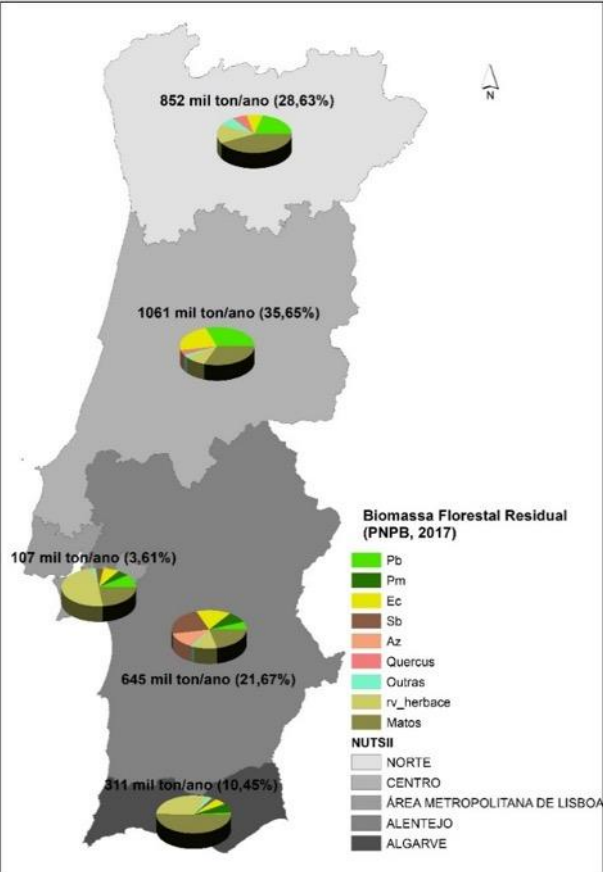 852 mil ton/ano (28,63%)
N
1061 mil ton/ano (35,65%)
107 mil ton/ano (3,61%)
645 mil ton/ano (21,67%)
311 mil ton/ano (10,45%)
Biomassa Florestal Residual
(PNPB, 2017)
Pb
Pm
Ec
Sb
Az
Quercus
Outras
rv_herbace
Matos
NUTSII
NORTE
CENTRO
ÁREA METROPOLITANA DE LISBOA
ALENTEJO
ALGARVE